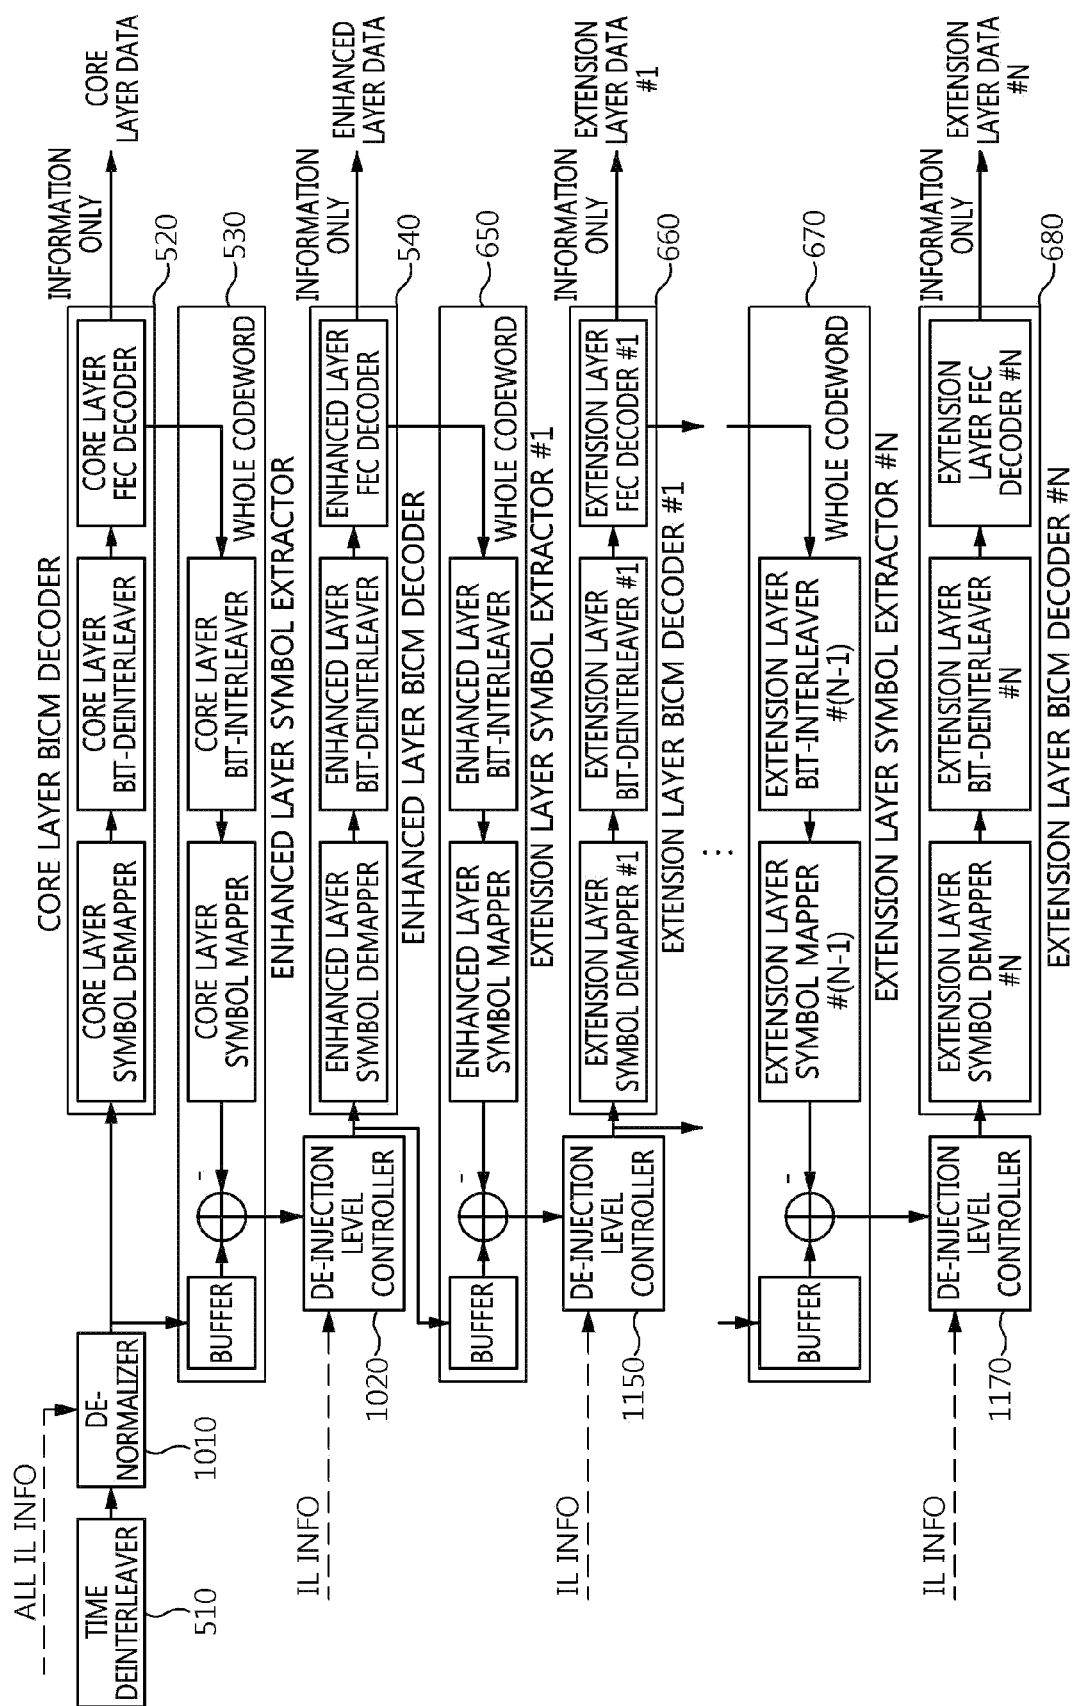 ALL IL INFO
TIME
DEINTERLEAVER
510
DE-
NORMALIZER
1010
CORE LAYER BICM DECODER
CORE LAYER
SYMBOL DEMAPPER
CORE LAYER
BIT-DEINTERLEAVER
CORE LAYER
FEC DECODER
520
INFORMATION
ONLY
CORE
LAYER DATA
BUFFER
-
CORE LAYER
SYMBOL MAPPER
CORE LAYER
BIT-INTERLEAVER
WHOLE CODEWORD
530
ENHANCED LAYER SYMBOL EXTRACTOR
IL INFO
DE-INJECTION
LEVEL
CONTROLLER
1020
ENHANCED LAYER
SYMBOL DEMAPPER
ENHANCED LAYER
BIT-DEINTERLEAVER
ENHANCED LAYER
FEC DECODER
540
INFORMATION
ONLY
ENHANCED
LAYER DATA
ENHANCED LAYER BICM DECODER
BUFFER
-
ENHANCED LAYER
SYMBOL MAPPER
ENHANCED LAYER
BIT-INTERLEAVER
WHOLE CODEWORD
650
EXTENSION LAYER SYMBOL EXTRACTOR #1
IL INFO
DE-INJECTION
LEVEL
CONTROLLER
1150
EXTENSION LAYER
SYMBOL DEMAPPER #1
EXTENSION LAYER
BIT-DEINTERLEAVER #1
EXTENSION LAYER
FEC DECODER #1
660
INFORMATION
ONLY
EXTENSION
LAYER DATA
#1
EXTENSION LAYER BICM DECODER #1
...
BUFFER
-
EXTENSION LAYER
SYMBOL MAPPER
#(N-1)
EXTENSION LAYER
BIT-INTERLEAVER
#(N-1)
WHOLE CODEWORD
670
EXTENSION LAYER SYMBOL EXTRACTOR #N
IL INFO
DE-INJECTION
LEVEL
CONTROLLER
1170
EXTENSION LAYER
SYMBOL DEMAPPER
#N
EXTENSION LAYER
BIT-DEINTERLEAVER
#N
EXTENSION
LAYER FEC
DECODER #N
680
INFORMATION
ONLY
EXTENSION
LAYER DATA
#N
EXTENSION LAYER BICM DECODER #N